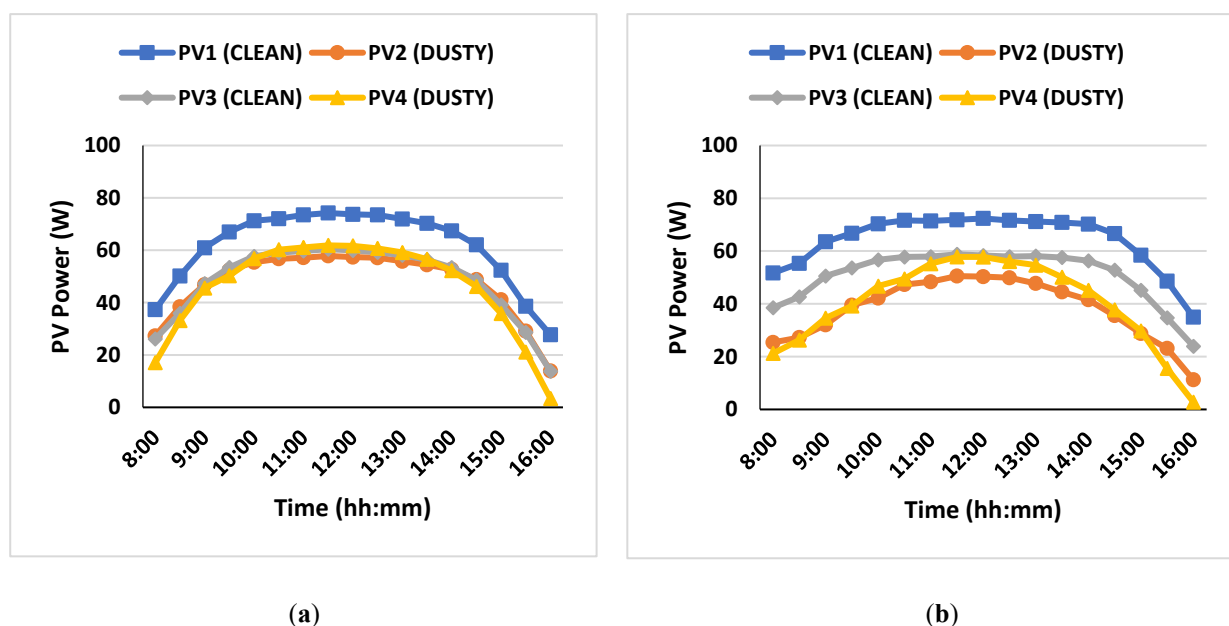 PV1 (CLEAN) PV2 (DUSTY)
PV3 (CLEAN) PV4 (DUSTY)
100
80
60
40
20
0
PV Power (W)
8:00 9:00 10:00 11:00 12:00 13:00 14:00 15:00 16:00
Time (hh:mm)
(a)
PV1 (CLEAN) PV2 (DUSTY)
PV3 (CLEAN) PV4 (DUSTY)
100
80
60
40
20
0
PV Power (W)
8:00 9:00 10:00 11:00 12:00 13:00 14:00 15:00 16:00
Time (hh:mm)
(b)